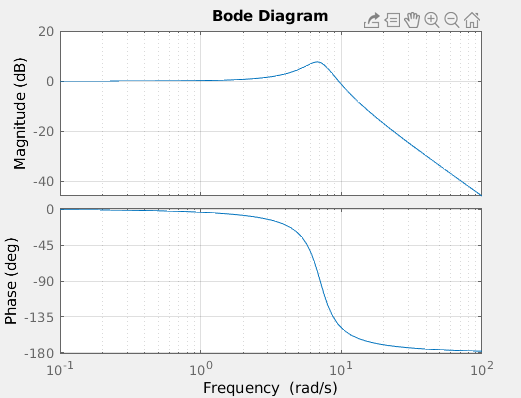 Bode Diagram
Magnitude (dB)
20
0
-20
-40
Phase (deg)
0
-45
-90
-135
-180
10^-1 10^0 10^1 10^2
Frequency (rad/s)